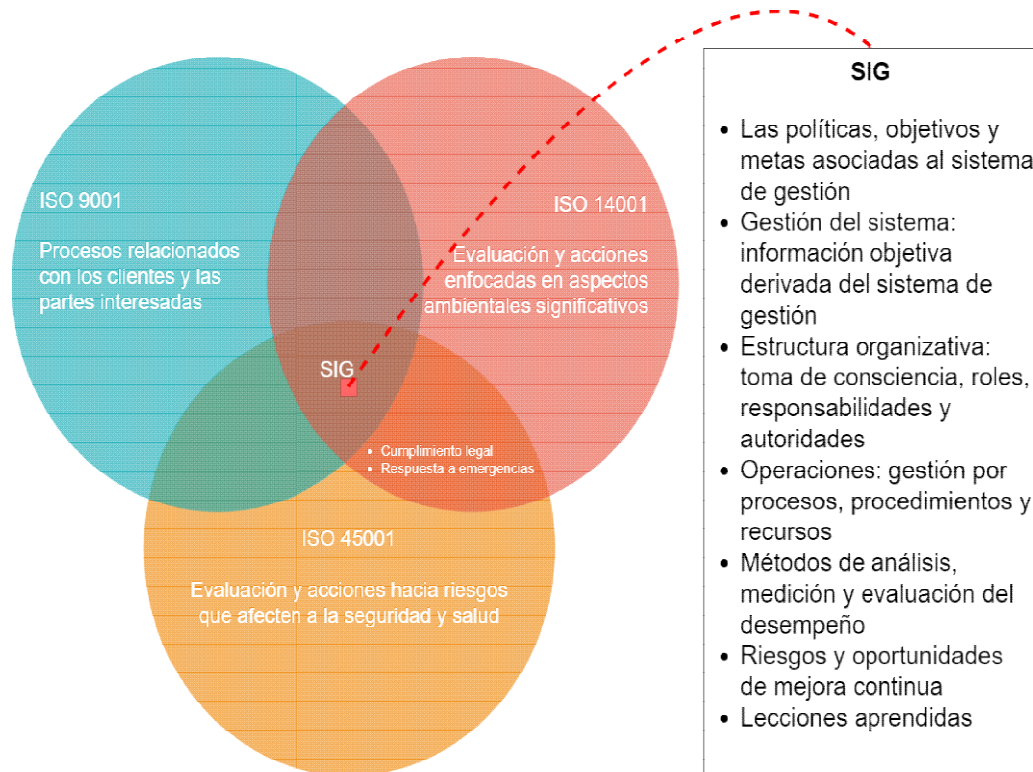 ISO 9001
Procesos relacionados
con los clientes y las
partes interesadas
ISO 14001
Evaluación y acciones
enfocadas en aspectos
ambientales significativos
SIG
• Cumplimiento legal
• Respuesta a emergencias
ISO 45001
Evaluación y acciones hacia riesgos
que afecten a la seguridad y salud
SIG
• Las políticas, objetivos y
metas asociadas al sistema
de gestión
• Gestión del sistema:
información objetiva
derivada del sistema de
gestión
• Estructura organizativa:
toma de consciencia, roles,
responsabilidades y
autoridades
• Operaciones: gestión por
procesos, procedimientos y
recursos
• Métodos de análisis,
medición y evaluación del
desempeño
• Riesgos y oportunidades
de mejora continua
• Lecciones aprendidas